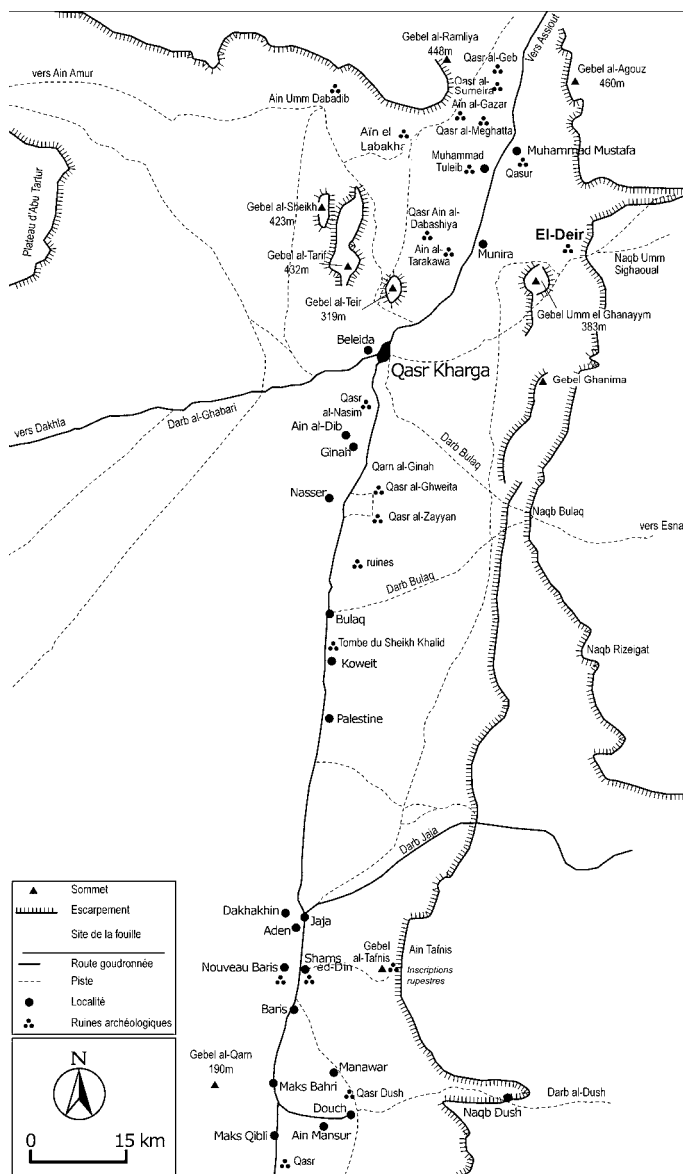 Gebel al-Ramliya
448m
Qasr al-Geb
Vers Assiout
Gebel al-Agouz
460m
vers Ain Amur
Ain Umm Dabadib
Qasr al-
Sumeira
Ain al-Gazar
Qasr al-Meghatta
Aïn el
Labakha
Muhammad
Tuleib
Muhammad Mustafa
Qasur
Plateau d'Abu Tartur
Gebel al-Sheikh
423m
Qasr Ain al-
Dabashiya
Ain al-
Tarakawa
El-Deir
Munira
Naqb Umm
Sighaoual
Gebel al-Tarif
432m
Gebel al-Teir
319m
Gebel Umm el Ghanayym
383m
Beleida
Qasr Kharga
Gebel Ghanima
vers Dakhla
Darb al-Ghabari
Qasr
al-Nasim
Ain al-Dib
Ginah
Darb Bulaq
Qarn al-Ginah
Qasr al-Ghweita
Nasser
Qasr al-Zayyan
Naqb Bulaq
vers Esna
ruines
Darb Bulaq
Bulaq
Tombe du Sheikh Khalid
Koweit
Naqb Rizeigat
Palestine
Darb Jaja
Dakhakhin
Jaja
Aden
Gebel
al-Tafnis
Ain Tafnis
Inscriptions
rupestres
Nouveau Baris
Shams
ed-Din
Baris
Gebel al-Qarn
190m
Manawar
Maks Bahri
Qasr Dush
Douch
Naqb Dush
Darb al-Dush
Maks Qibli
Ain Mansur
Qasr
Sommet
Escarpement
Site de la fouille
Route goudronnée
Piste
Localité
Ruines archéologiques
N
0 15 km